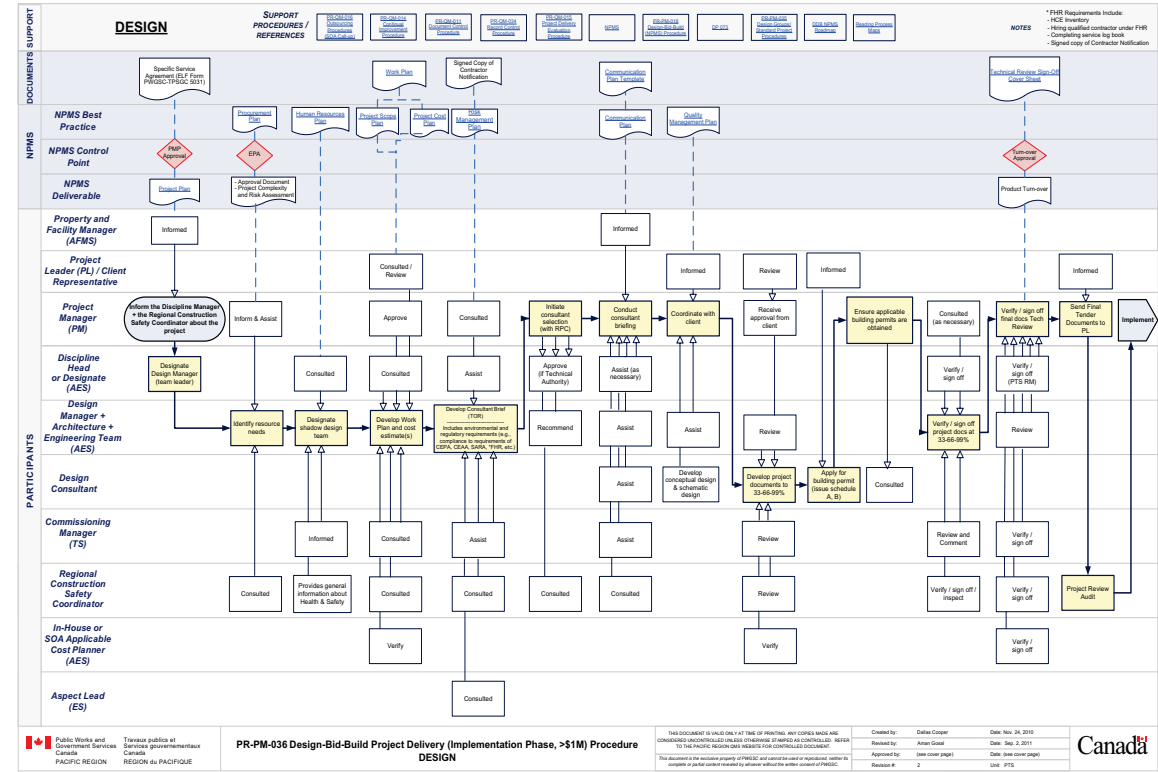 DESIGN
SUPPORT
PROCEDURES /
REFERENCES
PR-QM-016
Outsourcing
Procedures
(SOA Call-up)
PR-QM-014
Continual
Improvement
Procedure
PR-QM-011
Document Control
Procedure
PR-QM-024
Record Control
Procedure
PR-QM-015
Project Delivery
Evaluation
Procedure
NPMS
PR-PM-018
Design-Bid-Build
(NPMS) Procedure
DP 073
PR-PM-035
Design Groups/
Standard Project
Procedures
DDB NPMS
Roadmap
Reading Process
Maps
NOTES
* FHR Requirements Include:
- HCE Inventory
- Hiring qualified contractor under FHR
- Completing service log book
- Signed copy of Contractor Notification
SUPPORT
DOCUMENTS
NPMS
PARTICIPANTS
Specific Service
Agreement (ELF Form
PWGSC-TPSGC 5031)
Work Plan
Signed Copy of
Contractor
Notification
Communication
Plan Template
Technical Review Sign-Off
Cover Sheet
NPMS Best
Practice
Procurement
Plan
Human Resources
Plan
Project Scope
Plan
Project Cost
Plan
Risk
Management
Plan
Communication
Plan
Quality
Management Plan
NPMS Control
Point
PMP
Approval
EPA
Turn-over
Approval
NPMS
Deliverable
Project Plan
- Approval Document
- Project Complexity
and Risk Assessment
Product Turn-over
Property and
Facility Manager
(AFMS)
Informed
Informed
Project
Leader (PL) / Client
Representative
Consulted /
Review
Informed
Review
Informed
Informed
Project
Manager
(PM)
Inform the Discipline Manager
+ the Regional Construction
Safety Coordinator about the
project
Inform & Assist
Approve
Consulted
Initiate
consultant
selection
(with RPC)
Conduct
consultant
briefing
Coordinate with
client
Receive
approval from
client
Ensure applicable
building permits are
obtained
Consulted
(as necessary)
Verify / sign off
final docs Tech
Review
Send Final
Tender
Documents to
PL
Implement
Discipline
Head
or Designate
(AES)
Designate
Design Manager
(team leader)
Consulted
Consulted
Assist
Approve
(if Technical
Authority)
Assist (as
necessary)
Verify /
sign off
Verify /
sign off
(PTS RM)
Design
Manager +
Architecture +
Engineering Team
(AES)
Identify resource
needs
Designate
shadow design
team
Develop Work
Plan and cost
estimate(s)
Develop Consultant Brief
(TOR)
Includes environmental and
regulatory requirements (e.g.,
compliance to requirements of
CEPA, CEAA, SARA, *FHR, etc.)
Recommend
Assist
Review
Verify / sign off
project docs at
33-66-99%
Review
Design
Consultant
Assist
Develop
conceptual design
& schematic
design
Develop project
documents to
33-66-99%
Apply for
building permit
(issue schedule
A, B)
Consulted
Commissioning
Manager
(TS)
Informed
Consulted
Assist
Assist
Review
Review and
Comment
Verify /
sign off
Regional
Construction
Safety
Coordinator
Consulted
Provides general
information about
Health & Safety
Consulted
Consulted
Consulted
Consulted
Review
Verify / sign off /
inspect
Verify /
sign off
Project Review
Audit
In-House or
SOA Applicable
Cost Planner
(AES)
Verify
Verify /
sign off
Aspect Lead
(ES)
Consulted
Public Works and
Government Services
Canada
PACIFIC REGION
Travaux publics et
Services gouvernementaux
Canada
REGION du PACIFIQUE
PR-PM-036 Design-Bid-Build Project Delivery (Implementation Phase, >$1M) Procedure
DESIGN
THIS DOCUMENT IS VALID ONLY AT TIME OF PRINTING. ANY COPIES MADE ARE
CONSIDERED UNCONTROLLED UNLESS OTHERWISE STAMPED AS CONTROLLED. REFER
TO THE PACIFIC REGION QMS WEBSITE FOR CONTROLLED DOCUMENT.
This document is the exclusive property of PWGSC and cannot be used or reproduced, neither its
complete or partial content revealed by whatsoever without the written consent of PWGSC.
Created by: Dallas Cooper Date: Nov. 24, 2010
Revised by: Aman Gosal Date: Sep. 2, 2011
Approved by: (see cover page) Date: (see cover page)
Revision #: 2 Unit: PTS
Canada